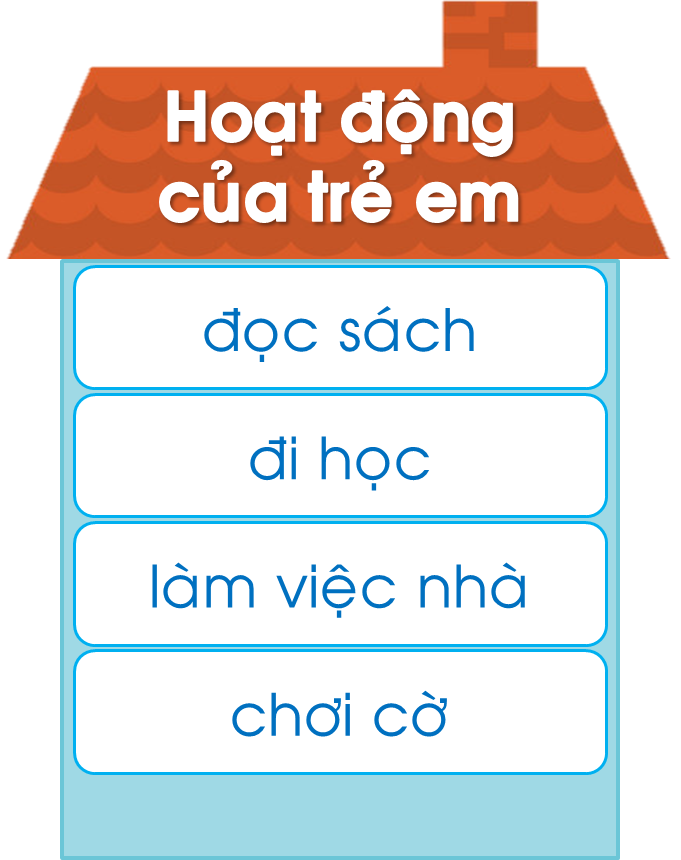 Hoạt động
của trẻ em
đọc sách
đi học
làm việc nhà
chơi cờ